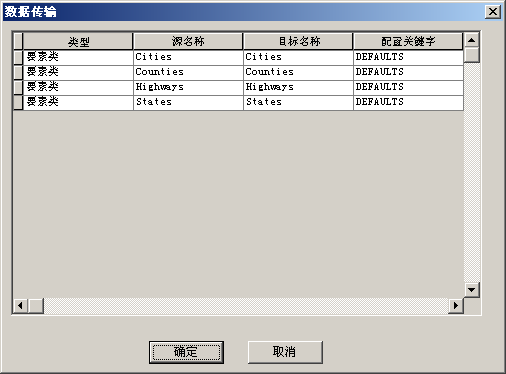 数据传输
类型 源名称 目标名称 配置关键字
要素类 Cities Cities DEFAULTS
要素类 Counties Counties DEFAULTS
要素类 Highways Highways DEFAULTS
要素类 States States DEFAULTS
确定 取消